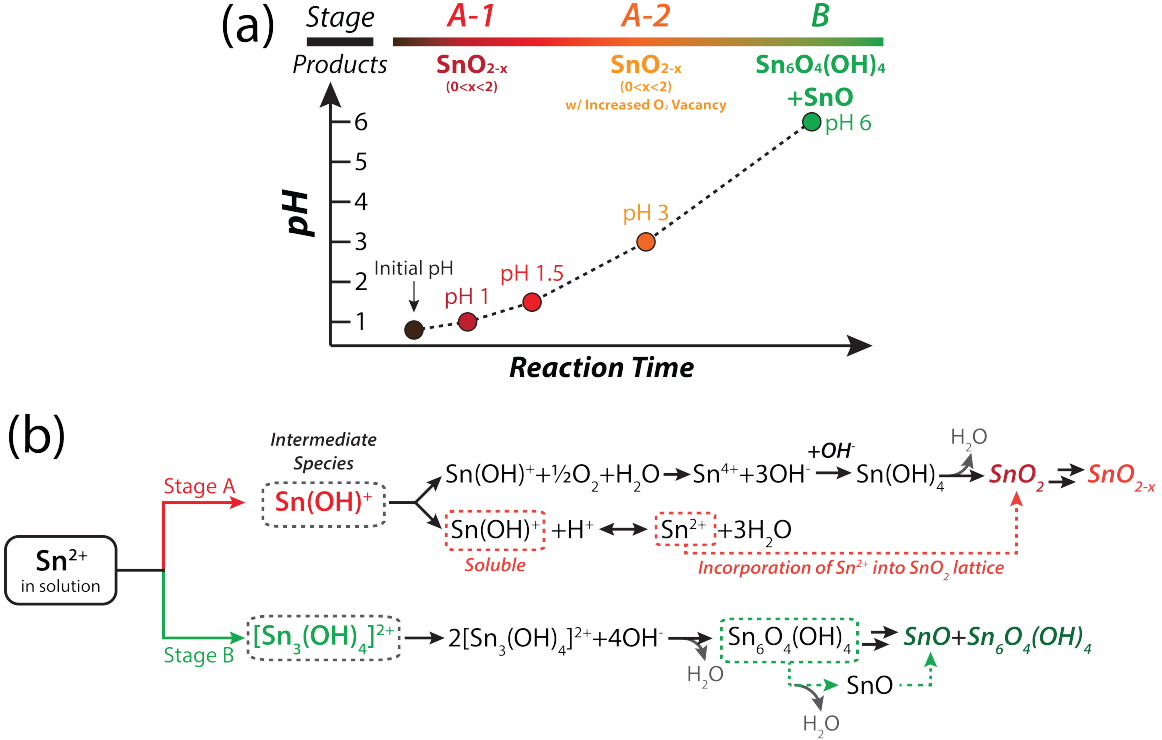 (a)
Stage A-1 A-2 B
Products SnO₂₋ₓ SnO₂₋ₓ Sn₆O₄(OH)₄
(0<x<2) (0<x<2) +SnO
w/ Increased O₂ Vacancy
6 pH 6
5
4
pH 3
3
Initial pH
2 pH 1.5
pH 1
1
pH
Reaction Time
(b)
Intermediate
Species
Stage A
Sn(OH)⁺
Sn(OH)⁺+½O₂+H₂O Sn⁴⁺+3OH⁻ +OH⁻ Sn(OH)₄ H₂O SnO₂ SnO₂₋ₓ
Sn(OH)⁺ +H⁺ Sn²⁺ +3H₂O
Soluble Incorporation of Sn²⁺ into SnO₂ lattice
Sn²⁺
in solution
Stage B
[Sn₃(OH)₄]²⁺ 2[Sn₃(OH)₄]²⁺+4OH⁻ H₂O Sn₆O₄(OH)₄ SnO+Sn₆O₄(OH)₄
SnO
H₂O